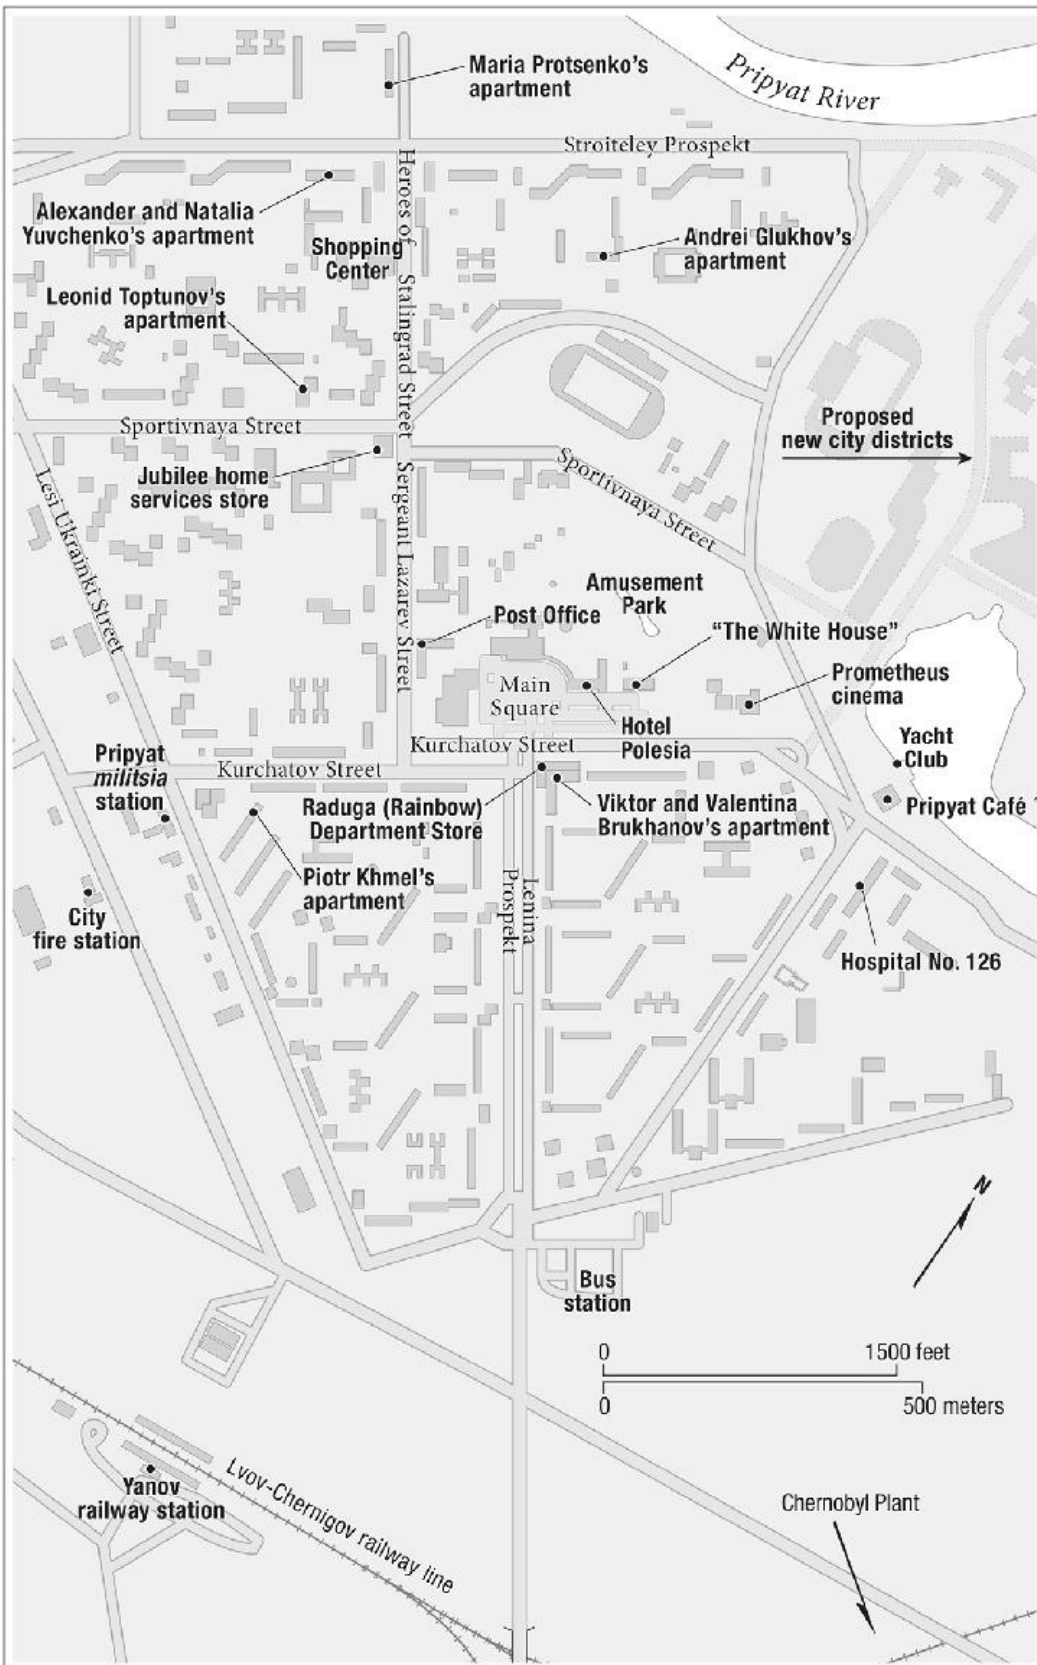 Maria Protsenko's
apartment
Pripyat River
Stroiteley Prospekt
Heroes of Stalingrad Street
Alexander and Natalia
Yuvchenko's apartment
Shopping
Center
Andrei Glukhov's
apartment
Leonid Toptunov's
apartment
Proposed
new city districts
Sportivnaya Street
Jubilee home
services store
Sergeant Lazarev Street
Sportivnaya Street
Lesi Ukrainki Street
Amusement
Park
Post Office
"The White House"
Main
Square
Prometheus
cinema
Hotel
Polesia
Yacht
Club
Kurchatov Street
Pripyat
militsia
station
Kurchatov Street
Raduga (Rainbow)
Department Store
Viktor and Valentina
Brukhanov's apartment
Pripyat Café
Piotr Khmel's
apartment
Lenina
Prospekt
City
fire station
Hospital No. 126
N
Bus
station
0 1500 feet
0 500 meters
Yanov
railway station
Lvov-Chernigov railway line
Chernobyl Plant